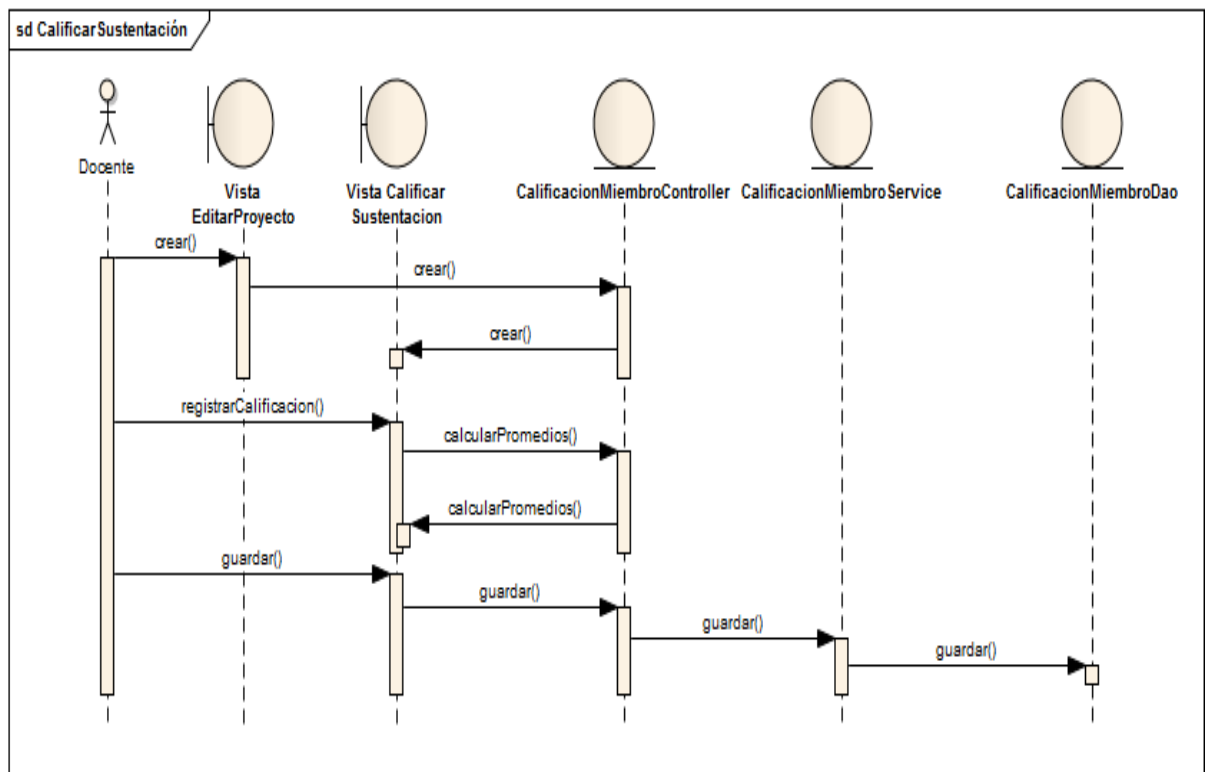 sd CalificarSustentación
Docente
Vista
EditarProyecto
Vista Calificar
Sustentacion
CalificacionMiembroController
CalificacionMiembroService
CalificacionMiembroDao
crear()
crear()
crear()
registrarCalificacion()
calcularPromedios()
calcularPromedios()
guardar()
guardar()
guardar()
guardar()